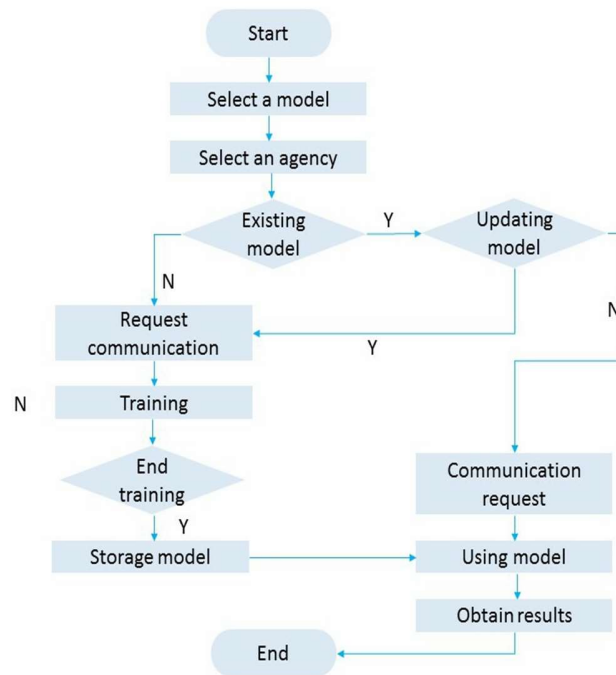 Start
Select a model
Select an agency
Existing
model
Y
Updating
model
N
N
Request
communication
Y
N
Training
End
training
Communication
request
Y
Storage model
Using model
Obtain results
End